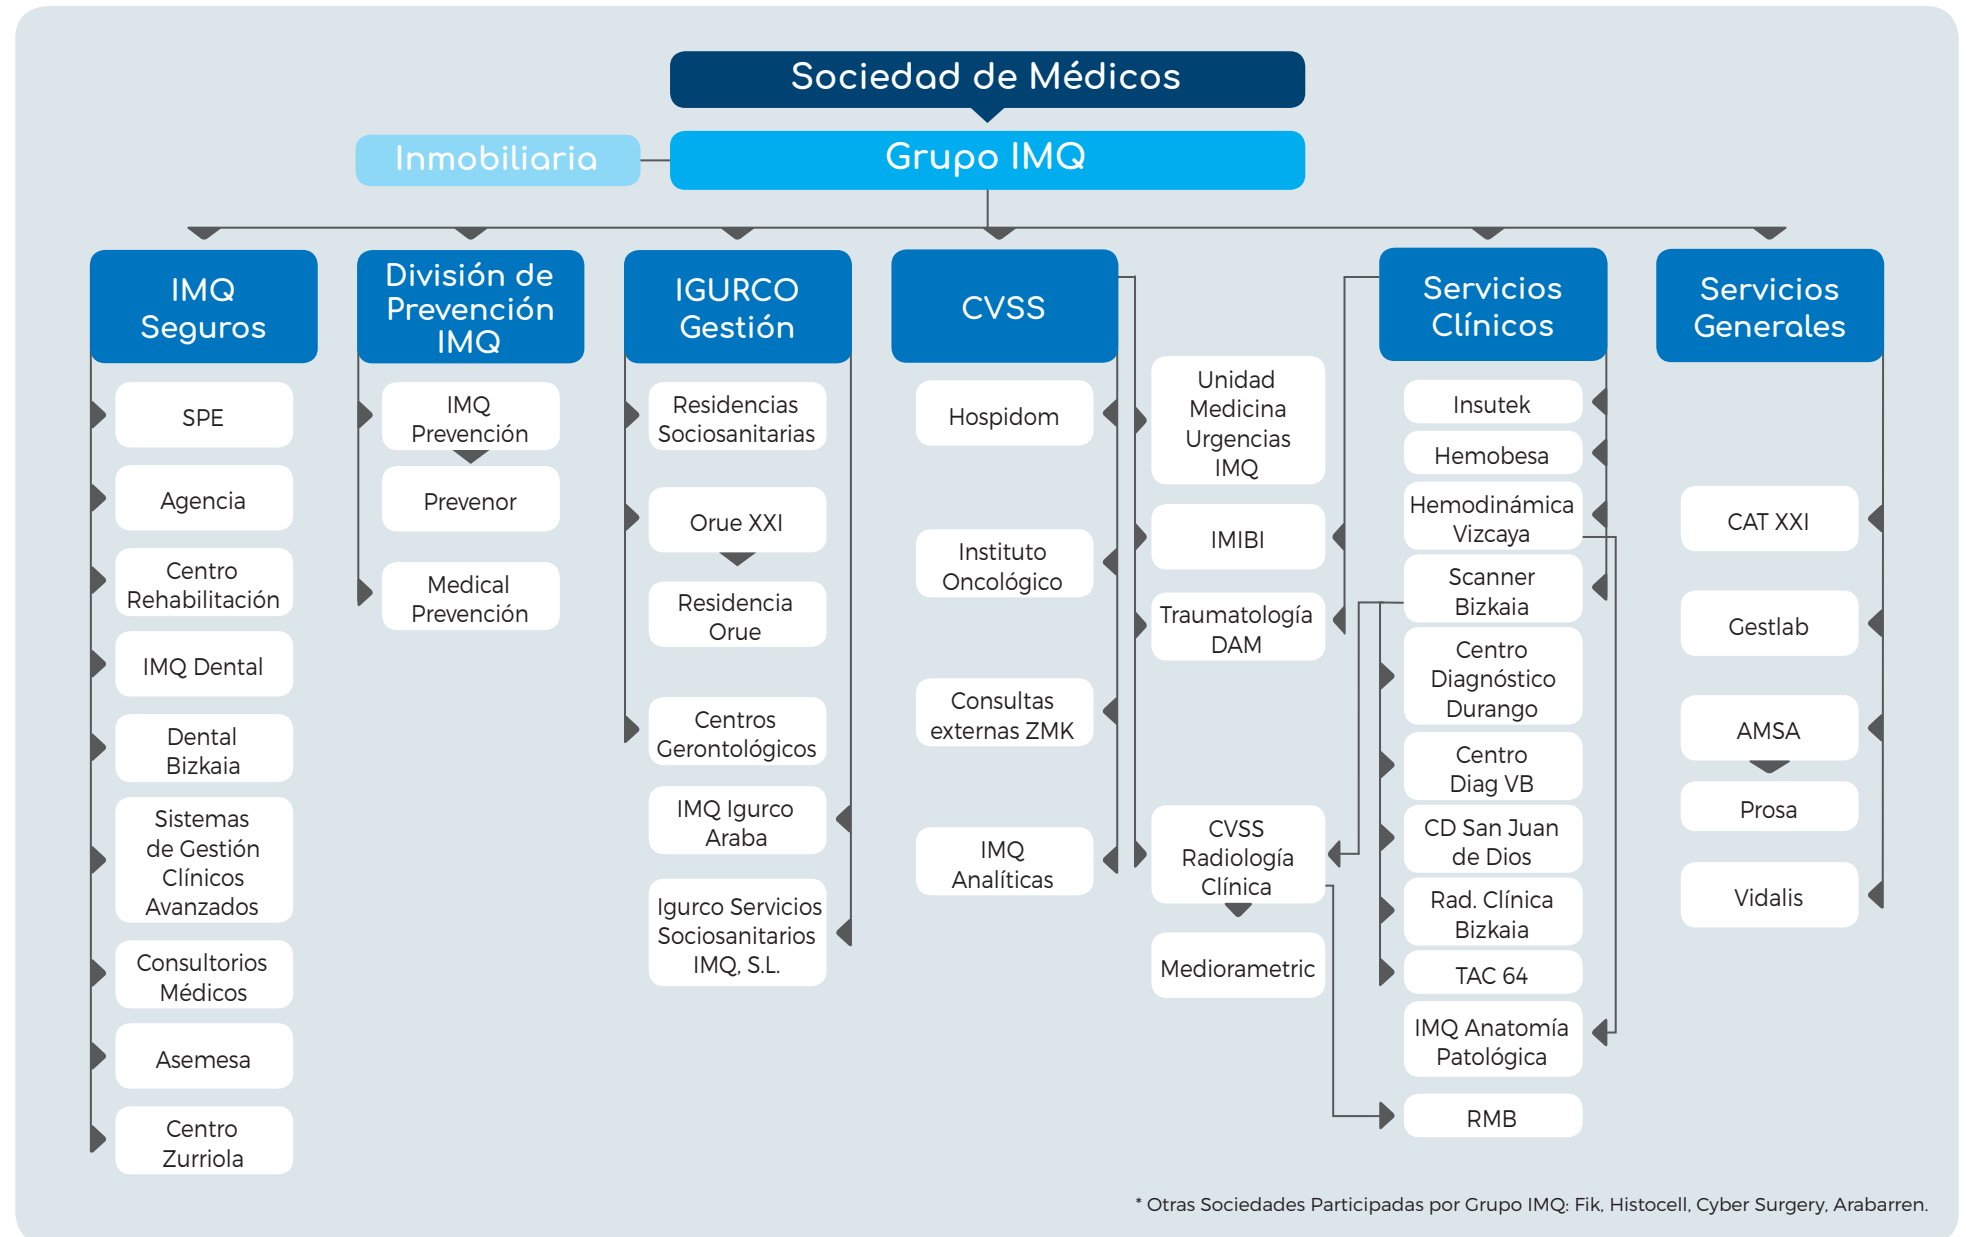 Sociedad de Médicos
Inmobiliaria
Grupo IMQ
IMQ
Seguros
SPE
Agencia
Centro
Rehabilitación
IMQ Dental
Dental
Bizkaia
Sistemas
de Gestión
Clínicos
Avanzados
Consultorios
Médicos
Asemesa
Centro
Zurriola
División de
Prevención
IMQ
IMQ
Prevención
Prevenor
Medical
Prevención
IGURCO
Gestión
Residencias
Sociosanitarias
Orue XXI
Residencia
Orue
Centros
Gerontológicos
IMQ Igurco
Araba
Igurco Servicios
Sociosanitarios
IMQ, S.L.
CVSS
Hospidom
Instituto
Oncológico
Consultas
externas ZMK
IMQ
Analíticas
Unidad
Medicina
Urgencias
IMQ
IMIBI
Traumatología
DAM
CVSS
Radiología
Clínica
Mediorametric
Servicios
Clínicos
Insutek
Hemobesa
Hemodinámica
Vizcaya
Scanner
Bizkaia
Centro
Diagnóstico
Durango
Centro
Diag VB
CD San Juan
de Dios
Rad. Clínica
Bizkaia
TAC 64
IMQ Anatomía
Patológica
RMB
Servicios
Generales
CAT XXI
Gestlab
AMSA
Prosa
Vidalis
* Otras Sociedades Participadas por Grupo IMQ: Fik, Histocell, Cyber Surgery, Arabarren.